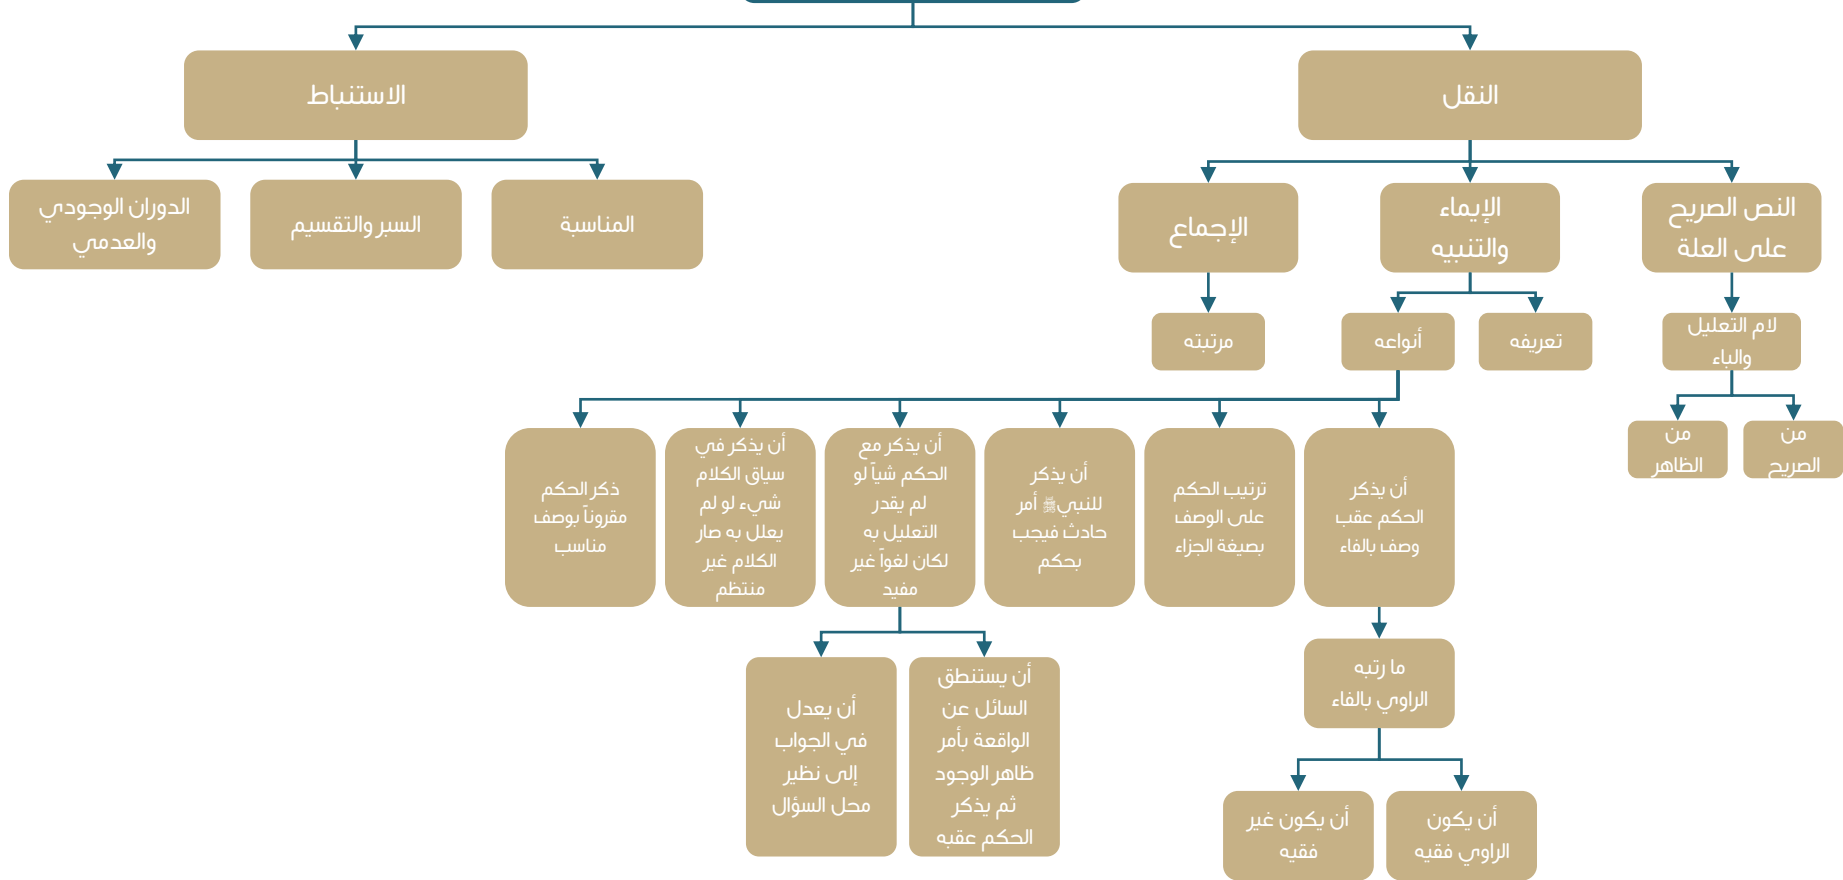 النقل
الاستنباط
النص الصريح
على العلة
الإيماء
والتنبيه
الإجماع
المناسبة
السبر والتقسيم
الدوران الوجودي
والعدمي
لام التعليل
والباء
تعريفه
أنواعه
مرتبته
من
الصريح
من
الظاهر
أن يذكر
الحكم عقب
وصف بالفاء
ترتيب الحكم
على الوصف
بصيغة الجزاء
أن يذكر
للنبي ﷺ أمر
حادث فيجب
بحكم
أن يذكر مع
الحكم شيأً لو
لم يقدر
التعليل به
لكان لغواً غير
مفيد
أن يذكر في
سياق الكلام
شيء لو لم
يعلل به صار
الكلام غير
منتظم
ذكر الحكم
مقروناً بوصف
مناسب
ما رتبه
الراوي بالفاء
أن يستنطق
السائل عن
الواقعة بأمر
ظاهر الوجود
ثم يذكر
الحكم عقبه
أن يعدل
في الجواب
إلى نظير
محل السؤال
أن يكون
الراوي فقيه
أن يكون غير
فقيه